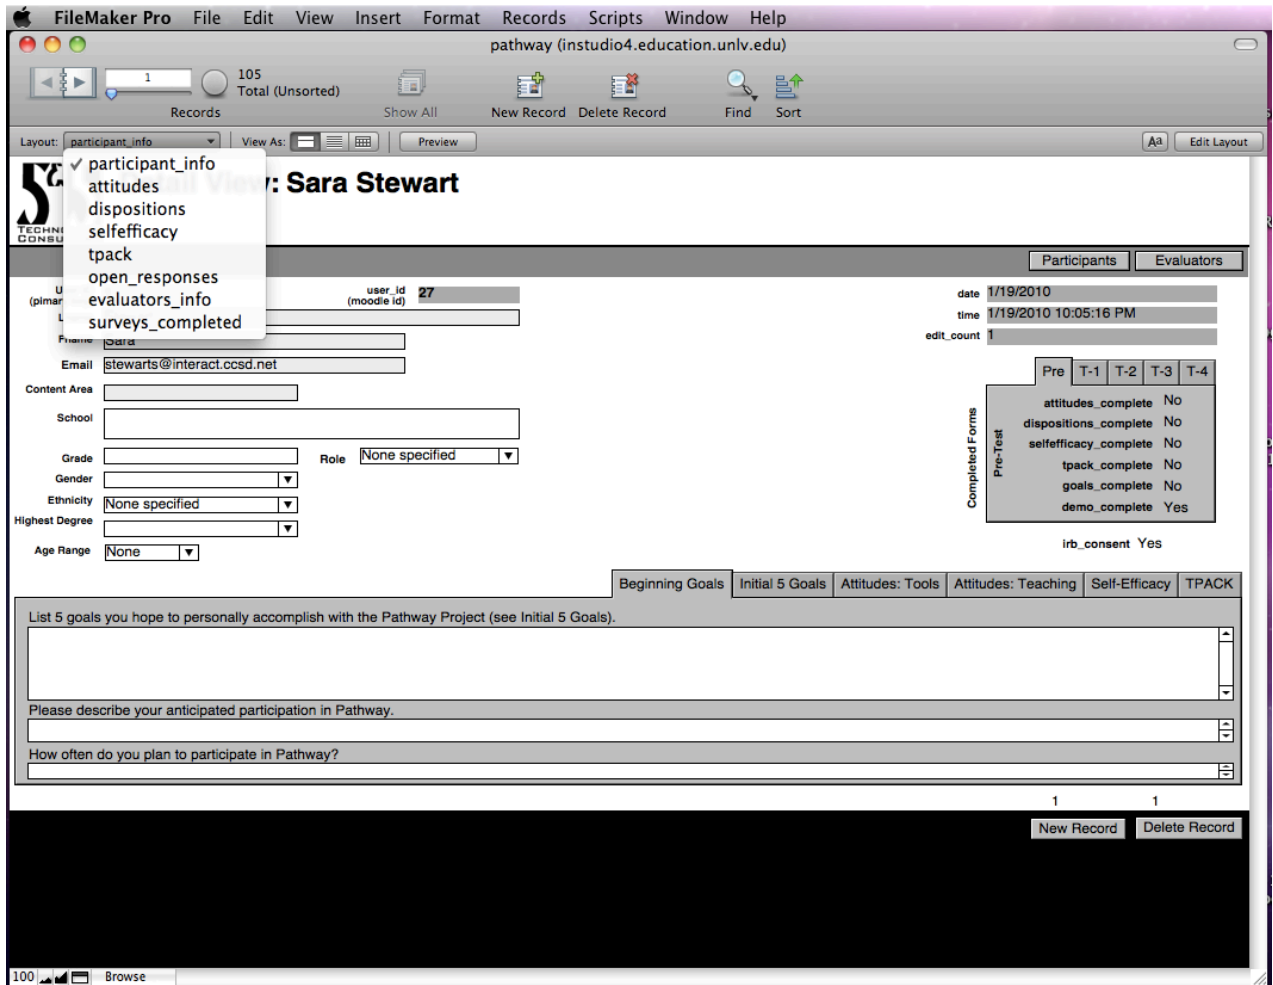 FileMaker Pro File Edit View Insert Format Records Scripts Window Help
pathway (instudio4.education.unlv.edu)
1
105
Total (Unsorted)
Records Show All New Record Delete Record Find Sort
Layout: participant_info View As: Preview Aa Edit Layout
✓ participant_info
attitudes
dispositions
selfefficacy
tpack
open_responses
evaluators_info
surveys_completed
View: Sara Stewart
Participants Evaluators
user_id
(moodle id)
27
Fname Sara
Email stewarts@interact.ccsd.net
Content Area
School
Grade
Role None specified
Gender
Ethnicity None specified
Highest Degree
Age Range None
date 1/19/2010
time 1/19/2010 10:05:16 PM
edit_count 1
Pre T-1 T-2 T-3 T-4
Completed Forms
Pre-Test
attitudes_complete No
dispositions_complete No
selfefficacy_complete No
tpack_complete No
goals_complete No
demo_complete Yes
irb_consent Yes
Beginning Goals Initial 5 Goals Attitudes: Tools Attitudes: Teaching Self-Efficacy TPACK
List 5 goals you hope to personally accomplish with the Pathway Project (see Initial 5 Goals).
Please describe your anticipated participation in Pathway.
How often do you plan to participate in Pathway?
1 1
New Record Delete Record
100 Browse